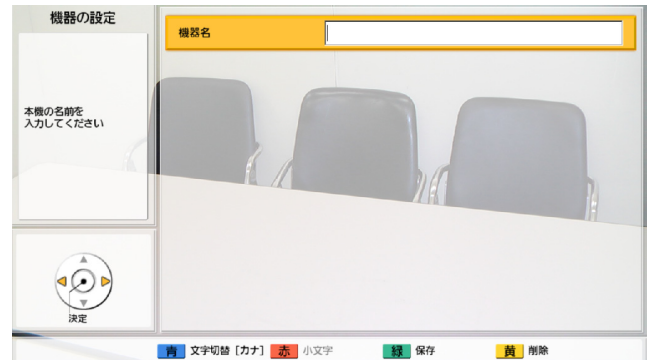 機器の設定
機器名
本機の名前を
入力してください
決定
青 文字切替 [カナ] 赤 小文字 緑 保存 黄 削除